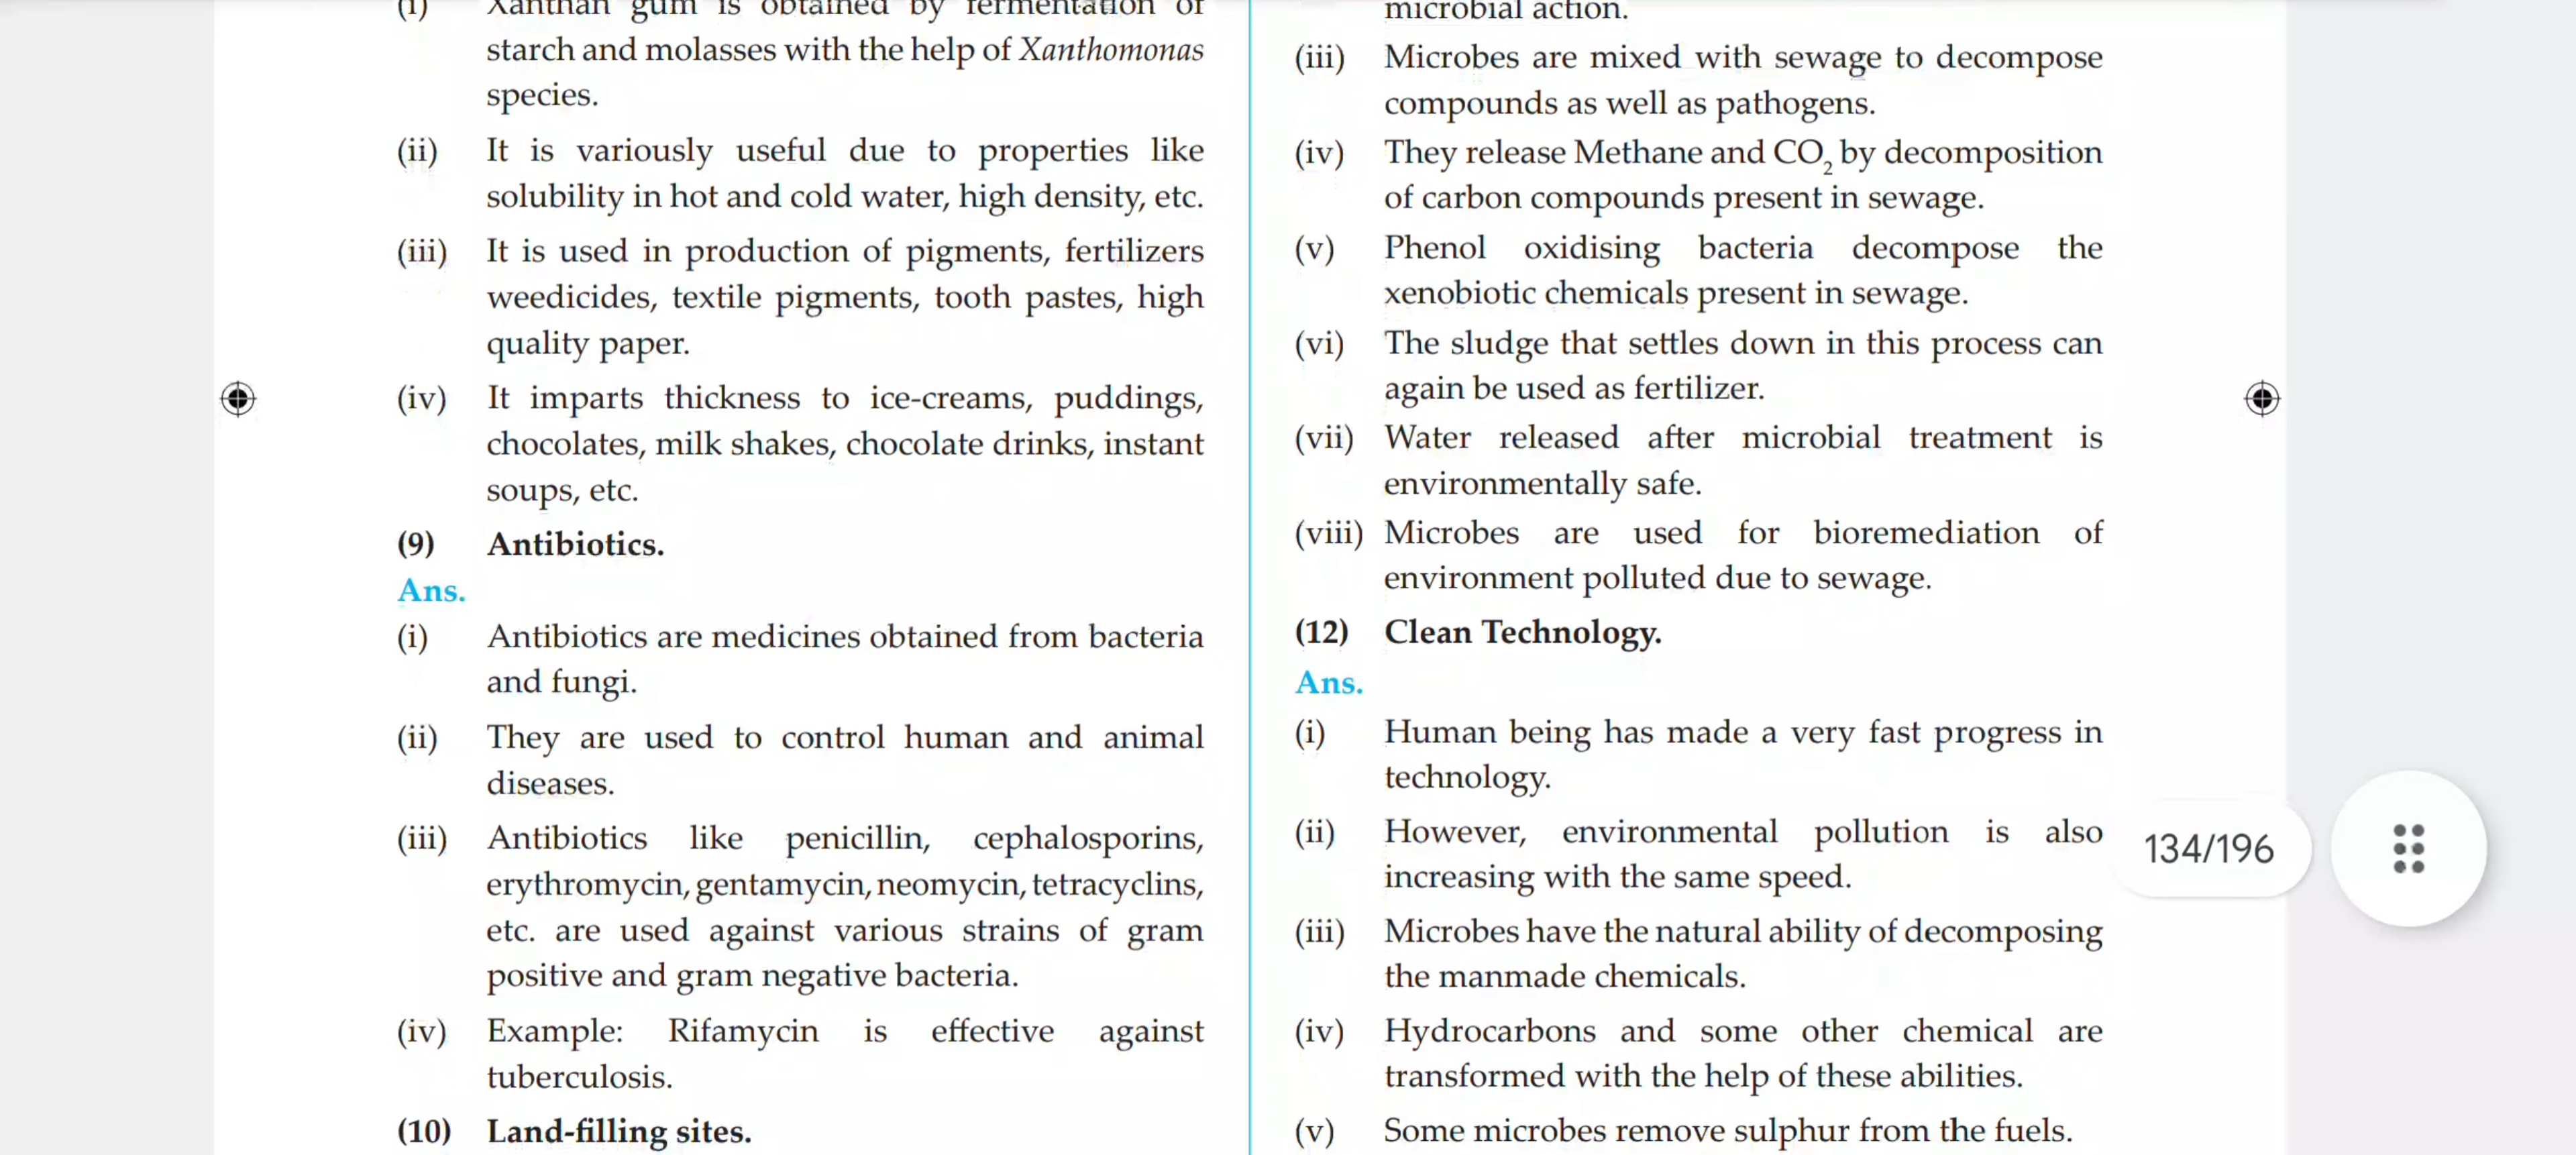 (i) Xanthan gum is obtained by fermentation of
starch and molasses with the help of Xanthomonas
species.
(ii) It is variously useful due to properties like
solubility in hot and cold water, high density, etc.
(iii) It is used in production of pigments, fertilizers
weedicides, textile pigments, tooth pastes, high
quality paper.
(iv) It imparts thickness to ice-creams, puddings,
chocolates, milk shakes, chocolate drinks, instant
soups, etc.
(9) Antibiotics.
Ans.
(i) Antibiotics are medicines obtained from bacteria
and fungi.
(ii) They are used to control human and animal
diseases.
(iii) Antibiotics like penicillin, cephalosporins,
erythromycin, gentamycin, neomycin, tetracyclins,
etc. are used against various strains of gram
positive and gram negative bacteria.
(iv) Example: Rifamycin is effective against
tuberculosis.
(10) Land-filling sites.
microbial action.
(iii) Microbes are mixed with sewage to decompose
compounds as well as pathogens.
(iv) They release Methane and CO₂ by decomposition
of carbon compounds present in sewage.
(v) Phenol oxidising bacteria decompose the
xenobiotic chemicals present in sewage.
(vi) The sludge that settles down in this process can
again be used as fertilizer.
(vii) Water released after microbial treatment is
environmentally safe.
(viii) Microbes are used for bioremediation of
environment polluted due to sewage.
(12) Clean Technology.
Ans.
(i) Human being has made a very fast progress in
technology.
(ii) However, environmental pollution is also
increasing with the same speed.
(iii) Microbes have the natural ability of decomposing
the manmade chemicals.
(iv) Hydrocarbons and some other chemical are
transformed with the help of these abilities.
(v) Some microbes remove sulphur from the fuels.
134/196